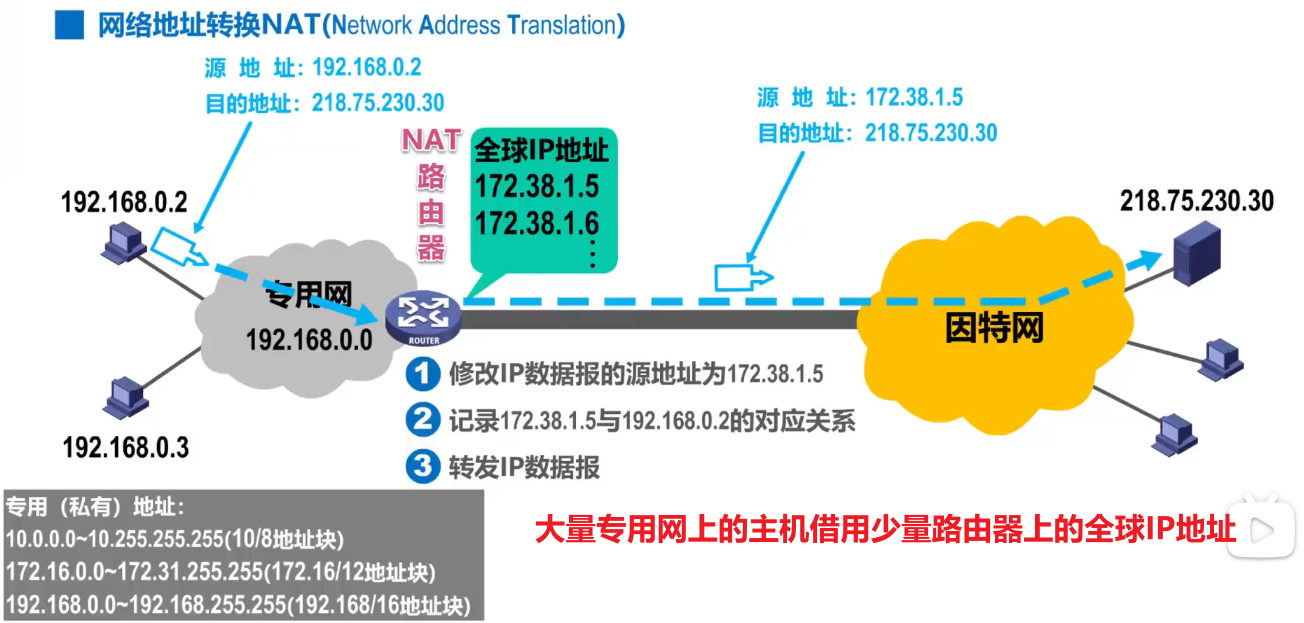 网络地址转换NAT(Network Address Translation)
源 地 址：192.168.0.2
目的地址：218.75.230.30
源 地 址：172.38.1.5
目的地址：218.75.230.30
NAT
路
由
器
全球IP地址
172.38.1.5
172.38.1.6
⋮
192.168.0.2
218.75.230.30
专用网
192.168.0.0
ROUTER
因特网
192.168.0.3
1 修改IP数据报的源地址为172.38.1.5
2 记录172.38.1.5与192.168.0.2的对应关系
3 转发IP数据报
专用（私有）地址：
10.0.0.0~10.255.255.255(10/8地址块)
172.16.0.0~172.31.255.255(172.16/12地址块)
192.168.0.0~192.168.255.255(192.168/16地址块)
大量专用网上的主机借用少量路由器上的全球IP地址